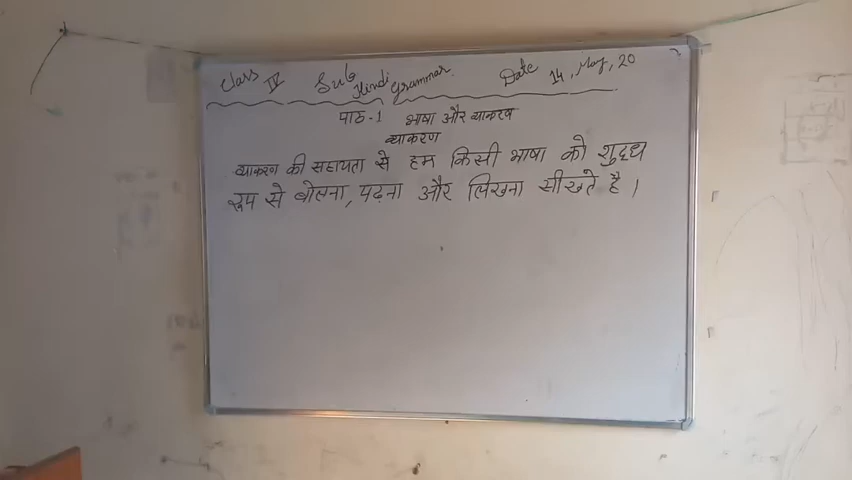 Class IV Sub Hindi Grammar. Date 14, May, 20
पाठ-1 भाषा और व्याकरण
व्याकरण
व्याकरण की सहायता से हम किसी भाषा को शुद्ध
रूप से बोलना, पढ़ना और लिखना सीखते है।